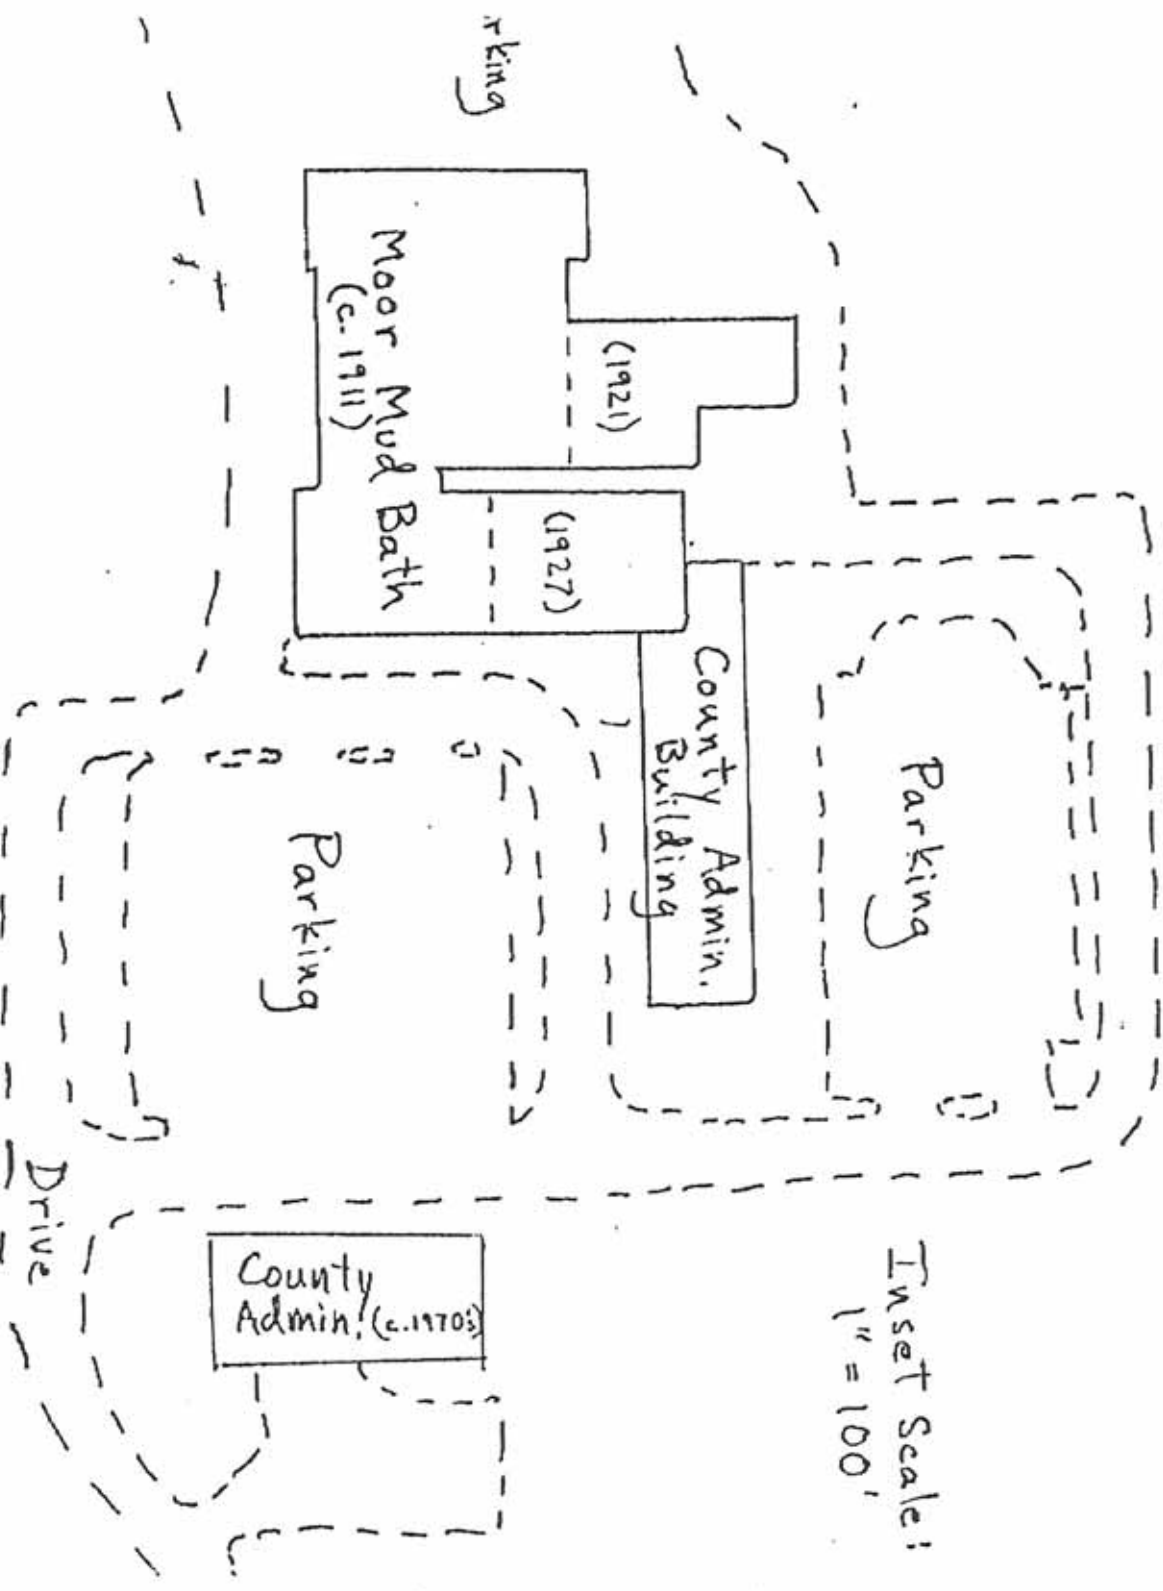 rking
Moor Mud Bath
(c. 1911)
(1921)
(1927)
County Admin.
Building
Parking
Parking
County
Admin. (c. 1970's)
Drive
Inset Scale:
1" = 100'